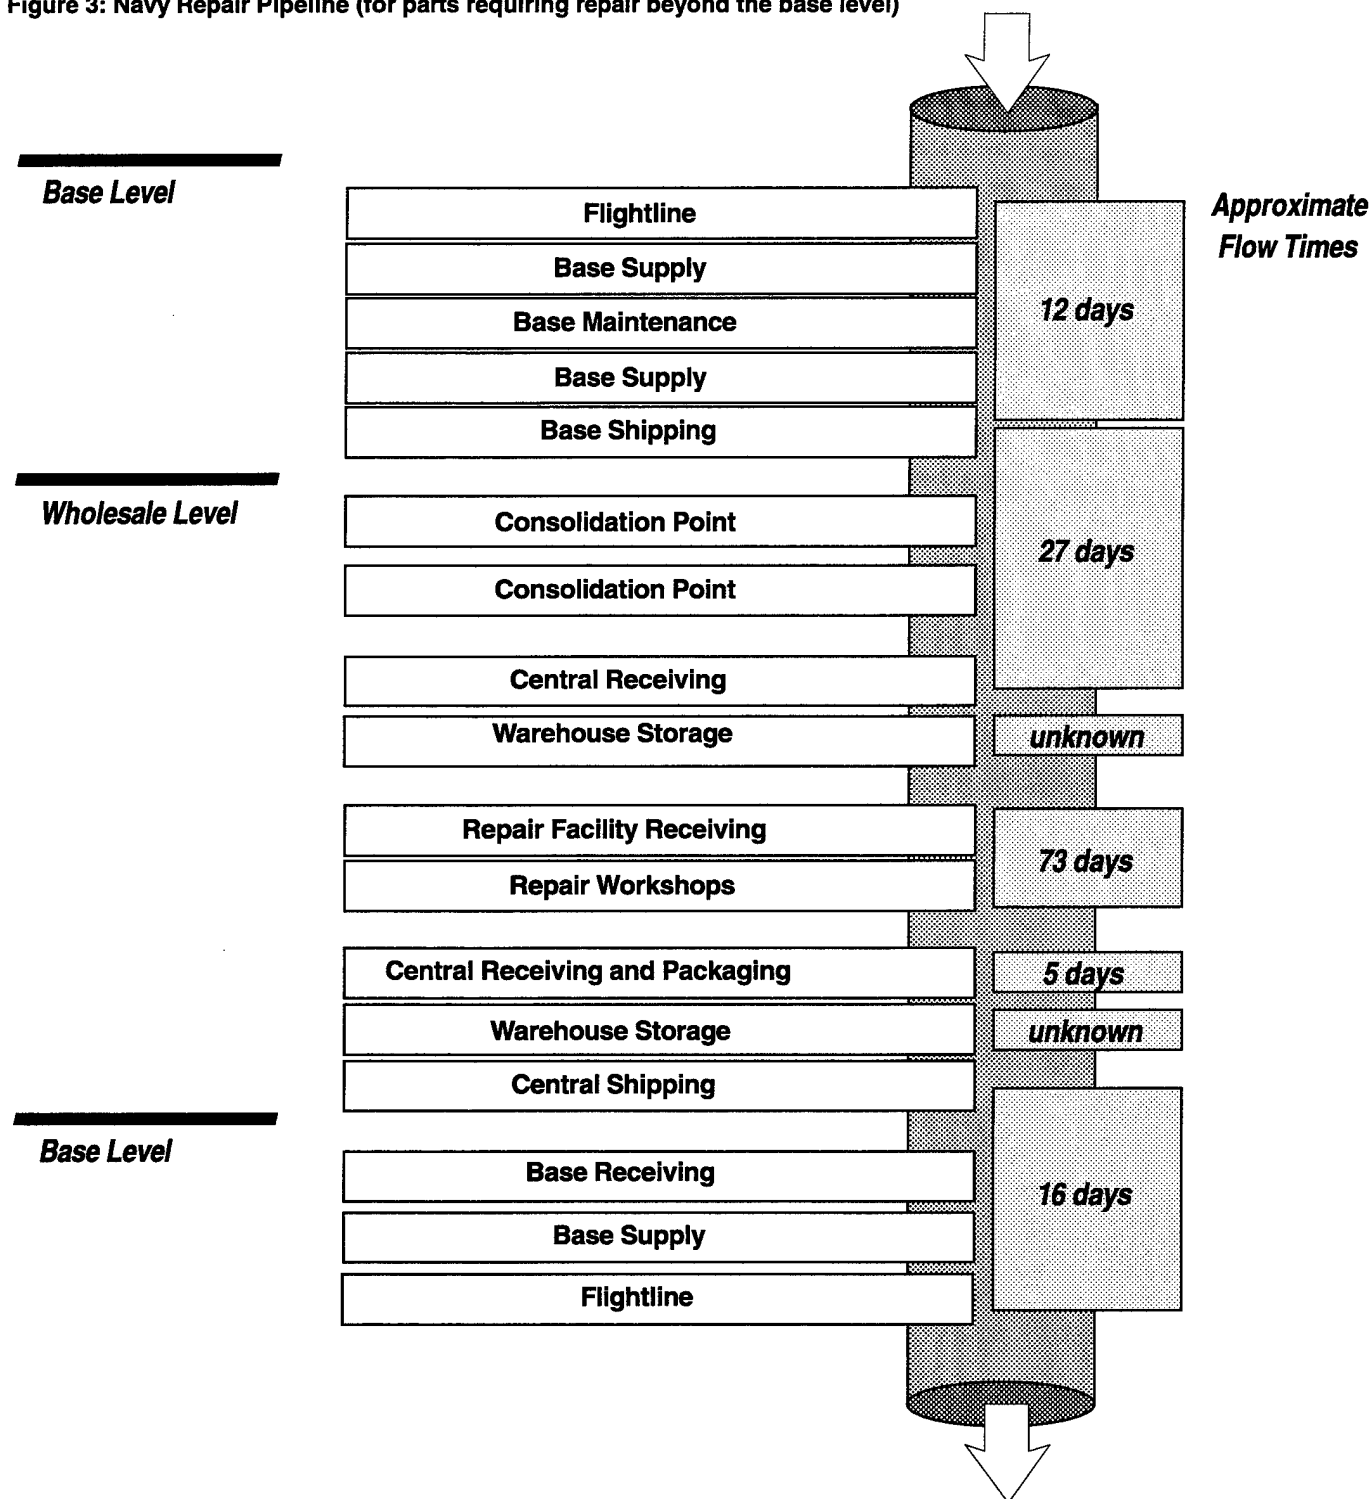 Figure 3: Navy Repair Pipeline (for parts requiring repair beyond the base level)
Base Level
Approximate
Flow Times
Flightline
Base Supply
12 days
Base Maintenance
Base Supply
Base Shipping
Wholesale Level
Consolidation Point
27 days
Consolidation Point
Central Receiving
Warehouse Storage
unknown
Repair Facility Receiving
73 days
Repair Workshops
Central Receiving and Packaging
5 days
Warehouse Storage
unknown
Central Shipping
Base Level
Base Receiving
16 days
Base Supply
Flightline